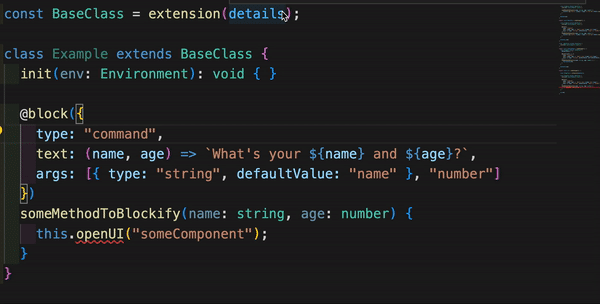 const BaseClass = extension(details);
class Example extends BaseClass {
init(env: Environment): void { }
@block({
type: "command",
text: (name, age) => `What's your ${name} and ${age}?`,
args: [{ type: "string", defaultValue: "name" }, "number"]
})
someMethodToBlockify(name: string, age: number) {
this.openUI("someComponent");
}
}